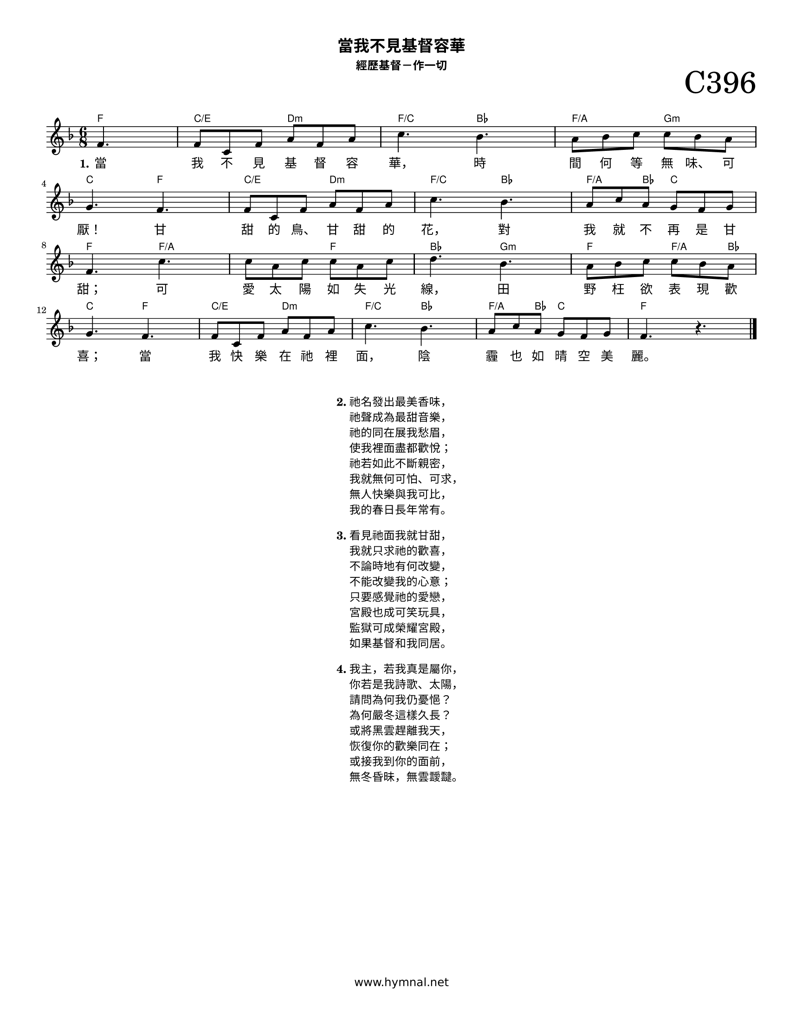 當我不見基督容華
經歷基督－作一切
C396
F C/E Dm F/C B♭ F/A Gm
6
8
1. 當 我 不 見 基 督 容 華， 時 間 何 等 無 味、 可
4 C F C/E Dm F/C B♭ F/A B♭ C
厭！ 甘 甜 的 鳥、 甘 甜 的 花， 對 我 就 不 再 是 甘
8 F F/A F B♭ Gm F F/A B♭
甜； 可 愛 太 陽 如 失 光 線， 田 野 枉 欲 表 現 歡
12 C F C/E Dm F/C B♭ F/A B♭ C F
喜； 當 我 快 樂 在 祂 裡 面， 陰 霾 也 如 晴 空 美 麗。
2. 祂名發出最美香味，
祂聲成為最甜音樂，
祂的同在展我愁眉，
使我裡面盡都歡悅；
祂若如此不斷親密，
我就無何可怕、可求，
無人快樂與我可比，
我的春日長年常有。
3. 看見祂面我就甘甜，
我就只求祂的歡喜，
不論時地有何改變，
不能改變我的心意；
只要感覺祂的愛戀，
宮殿也成可笑玩具，
監獄可成榮耀宮殿，
如果基督和我同居。
4. 我主，若我真是屬你，
你若是我詩歌、太陽，
請問為何我仍憂悒？
為何嚴冬這樣久長？
或將黑雲趕離我天，
恢復你的歡樂同在；
或接我到你的面前，
無冬昏昧，無雲靉靆。
www.hymnal.net